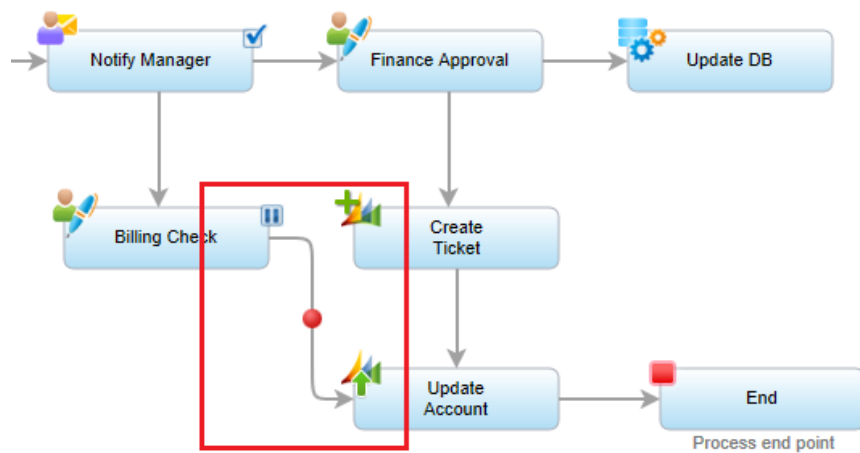 Notify Manager
Finance Approval
Update DB
Billing Check
Create
Ticket
Update
Account
End
Process end point